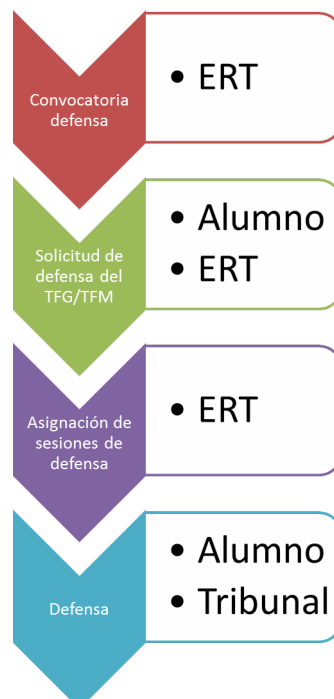 Convocatoria
defensa
• ERT
Solicitud de
defensa del
TFG/TFM
• Alumno
• ERT
Asignación de
sesiones de
defensa
• ERT
Defensa
• Alumno
• Tribunal